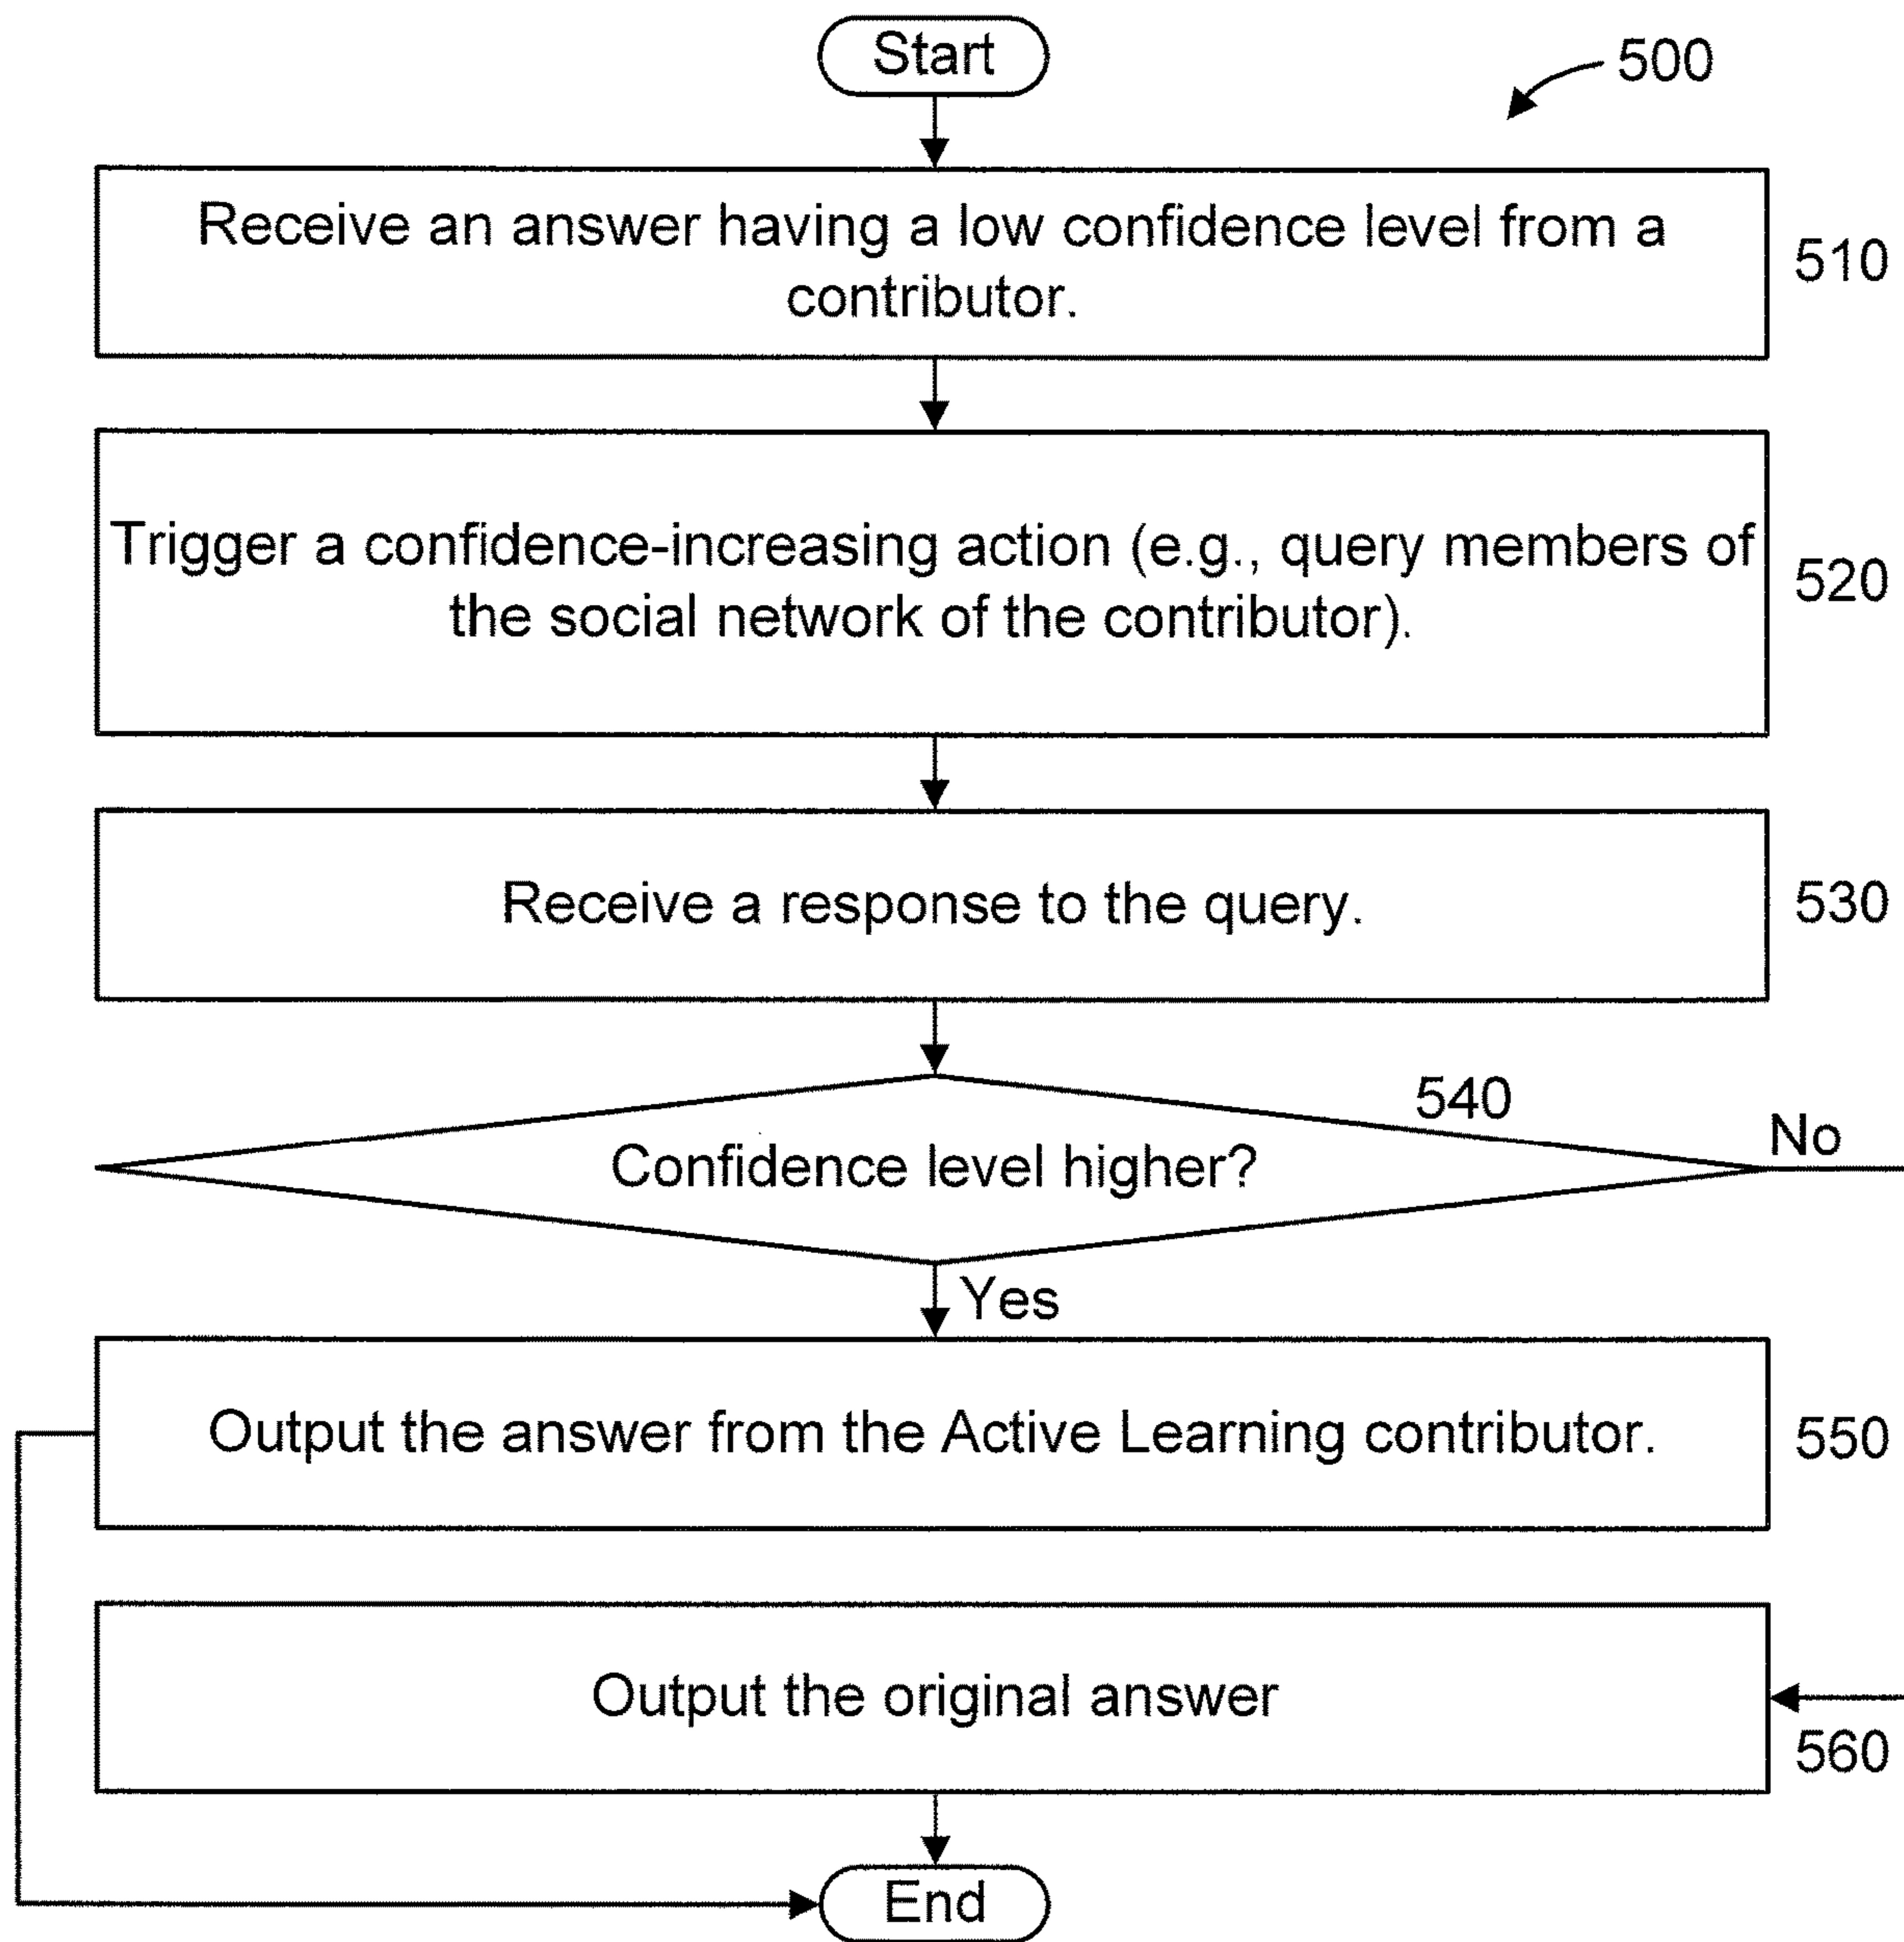 Start
500
Receive an answer having a low confidence level from a
contributor.
510
Trigger a confidence-increasing action (e.g., query members of
the social network of the contributor).
520
Receive a response to the query.
530
540
Confidence level higher?
No
Yes
Output the answer from the Active Learning contributor.
550
Output the original answer
560
End